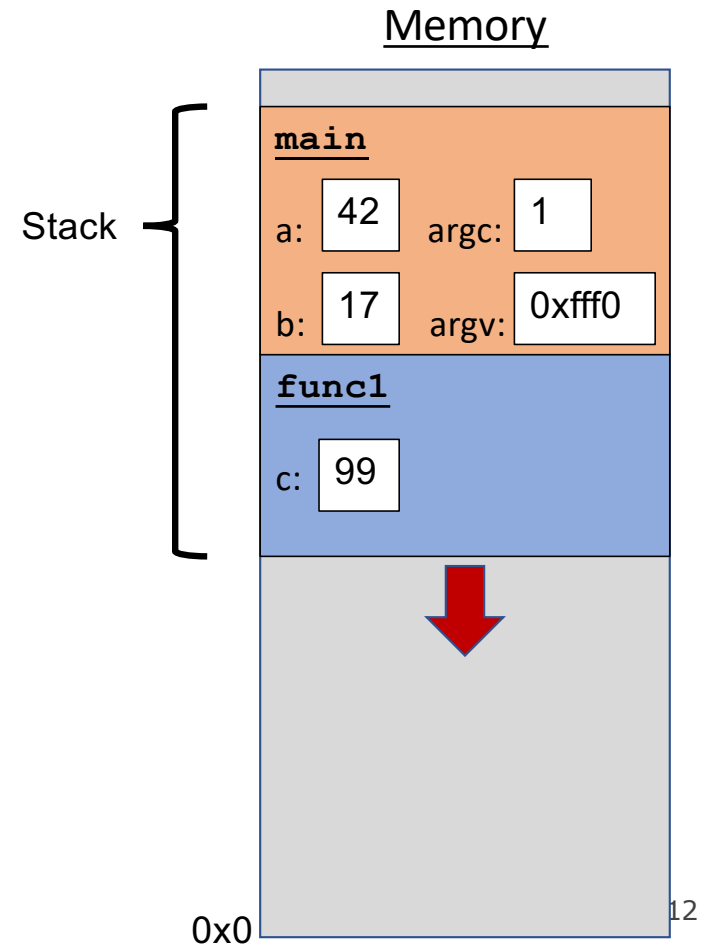 Memory
main
a: 42 argc: 1
Stack
b: 17 argv: 0xfff0
func1
c: 99
12
0x0